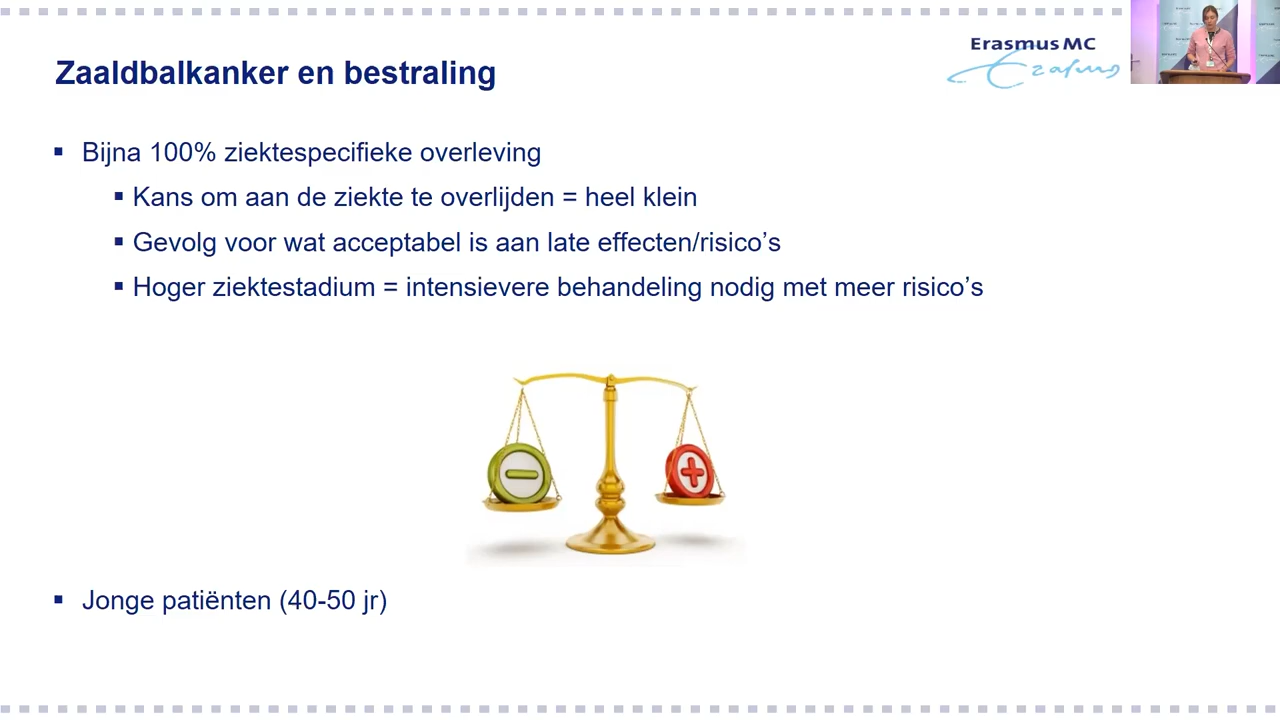 Erasmus MC
Erasmus
Zaaldbalkanker en bestraling
Bijna 100% ziektespecifieke overleving
Kans om aan de ziekte te overlijden = heel klein
Gevolg voor wat acceptabel is aan late effecten/risico’s
Hoger ziektestadium = intensievere behandeling nodig met meer risico’s
Jonge patiënten (40-50 jr)